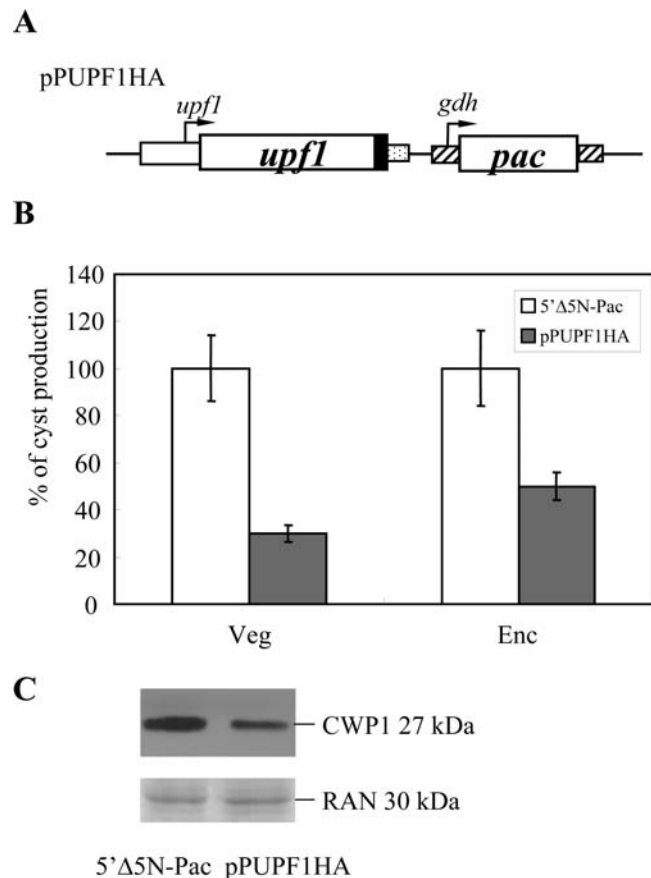 A
pPUPF1HA
upf1
gdh
upf1
pac
B
140
120
100
80
60
40
20
0
% of cyst production
5'Δ5N-Pac
pPUPF1HA
Veg
Enc
C
CWP1 27 kDa
RAN 30 kDa
5'Δ5N-Pac pPUPF1HA